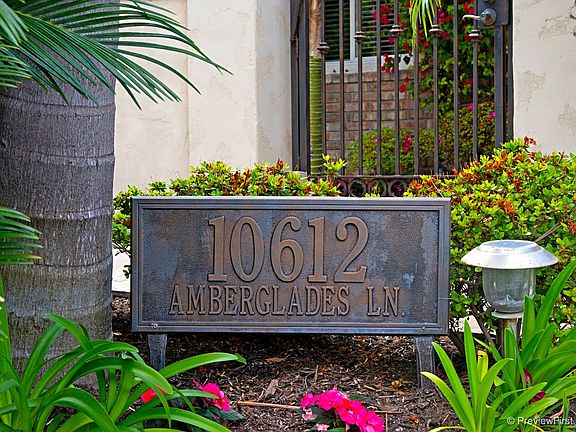 10612
AMBERGLADES LN.
© PreviewFirst